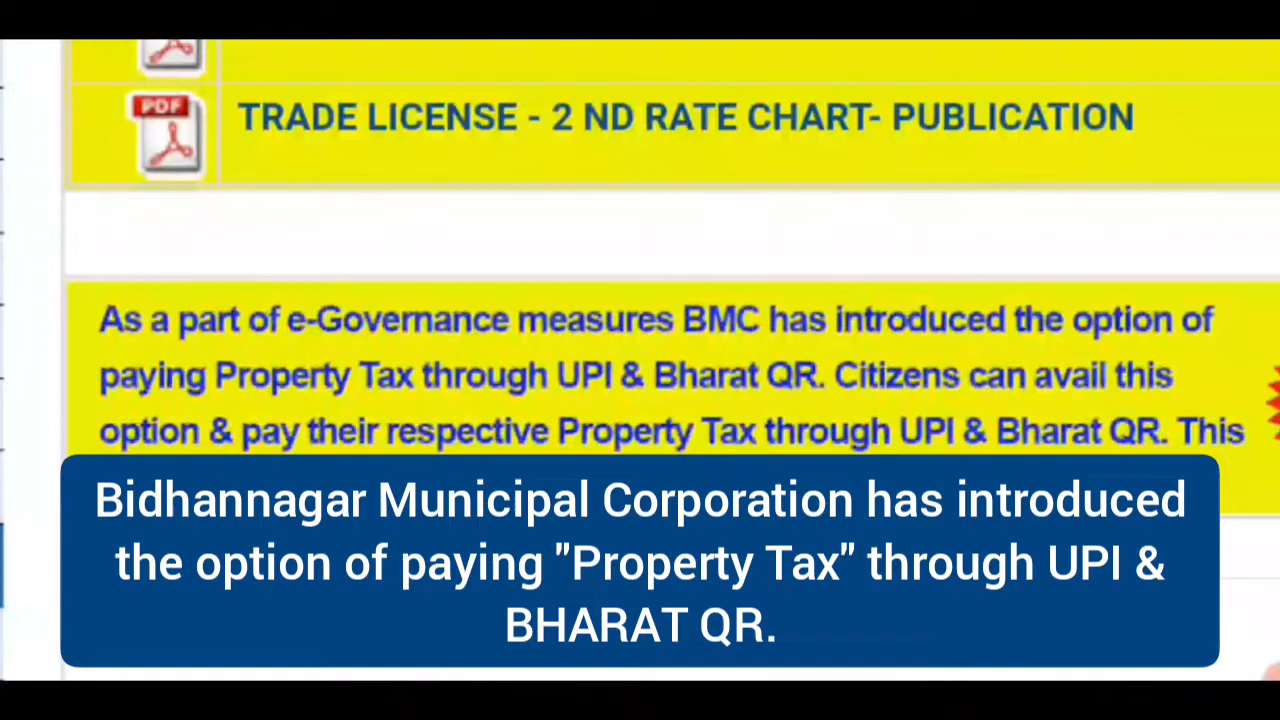 PDF
TRADE LICENSE - 2 ND RATE CHART- PUBLICATION
As a part of e-Governance measures BMC has introduced the option of
paying Property Tax through UPI & Bharat QR. Citizens can avail this
option & pay their respective Property Tax through UPI & Bharat QR. This
Bidhannagar Municipal Corporation has introduced
the option of paying "Property Tax" through UPI &
BHARAT QR.